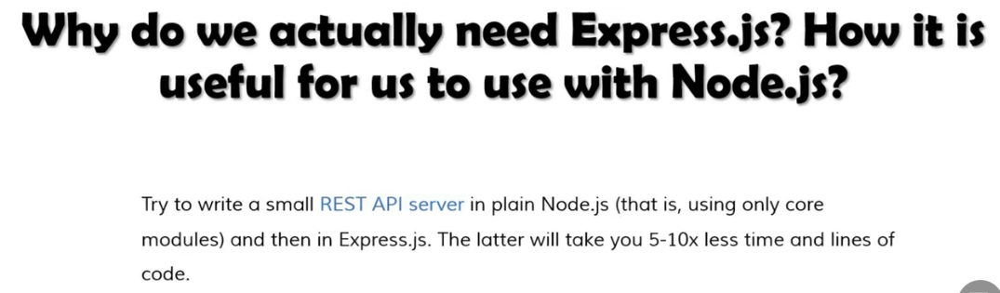 Why do we actually need Express.js? How it is
useful for us to use with Node.js?
Try to write a small REST API server in plain Node.js (that is, using only core
modules) and then in Express.js. The latter will take you 5-10x less time and lines of
code.